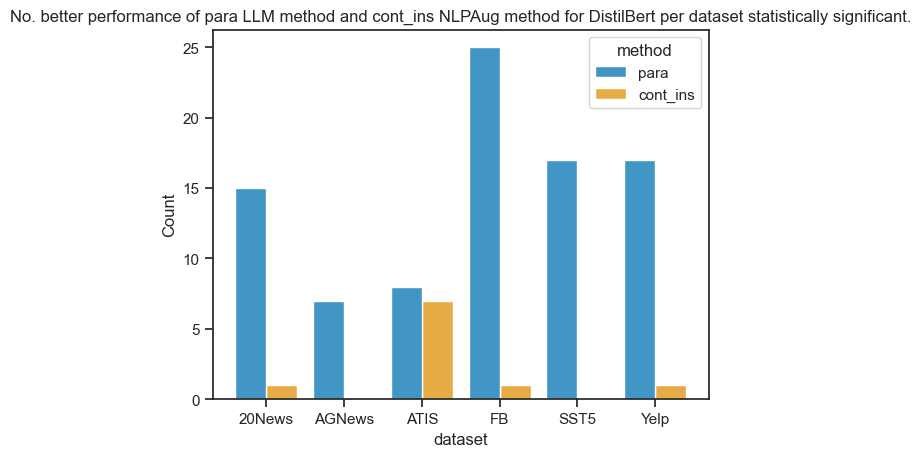 No. better performance of para LLM method and cont_ins NLPAug method for DistilBert per dataset statistically significant.
method
para
cont_ins
25
20
15
10
5
0
Count
20News
AGNews
ATIS
FB
SST5
Yelp
dataset